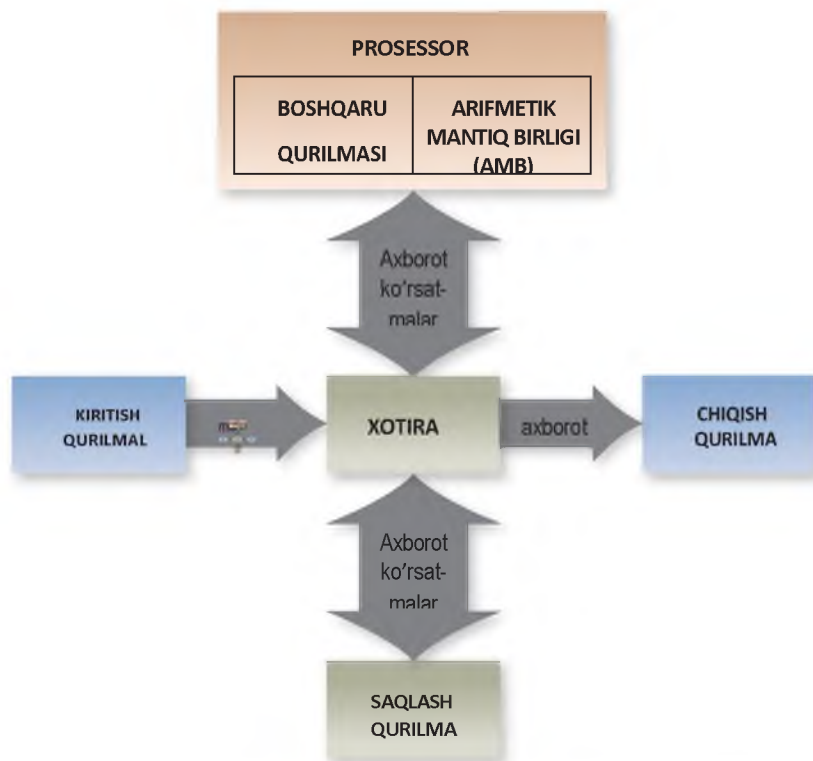 PROSESSOR
BOSHQARU
QURILMASI
ARIFMETIK
MANTIQ BIRLIGI
(AMB)
Axborot
ko'rsat-
malar
KIRITISH
QURILMAL
XOTIRA
axborot
CHIQISH
QURILMA
Axborot
ko'rsat-
malar
SAQLASH
QURILMA